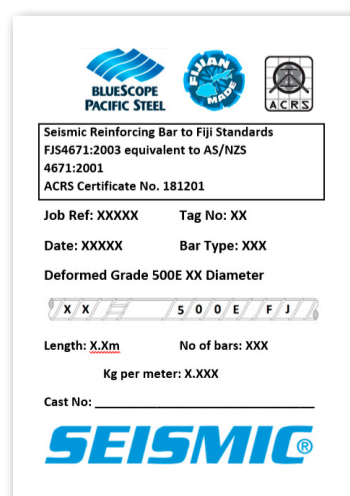 BLUESCOPE
PACIFIC STEEL
FIJIAN
MADE
ACRS
Seismic Reinforcing Bar to Fiji Standards
FJS4671:2003 equivalent to AS/NZS
4671:2001
ACRS Certificate No. 181201
Job Ref: XXXXX Tag No: XX
Date: XXXXX Bar Type: XXX
Deformed Grade 500E XX Diameter
X X 5 0 0 E F J
Length: X.Xm No of bars: XXX
Kg per meter: X.XXX
Cast No: ____________________
SEISMIC®